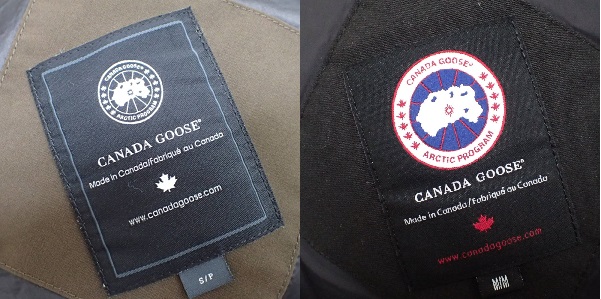 CANADA GOOSE
ARCTIC PROGRAM
CANADA GOOSE®
Made in Canada/Fabriqué au Canada
www.canadagoose.com
S/P
CANADA GOOSE®
ARCTIC PROGRAM
CANADA GOOSE®
Made in Canada/Fabriqué au Canada
www.canadagoose.com
M/M